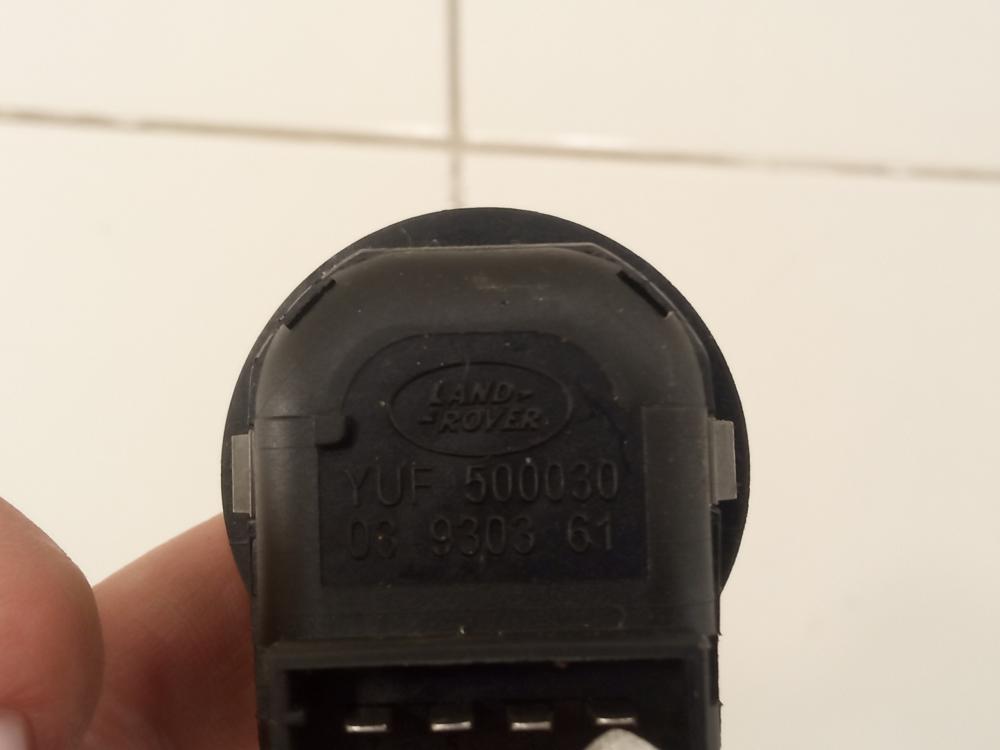 LAND-
-ROVER
YUF 500030
03 9303 61